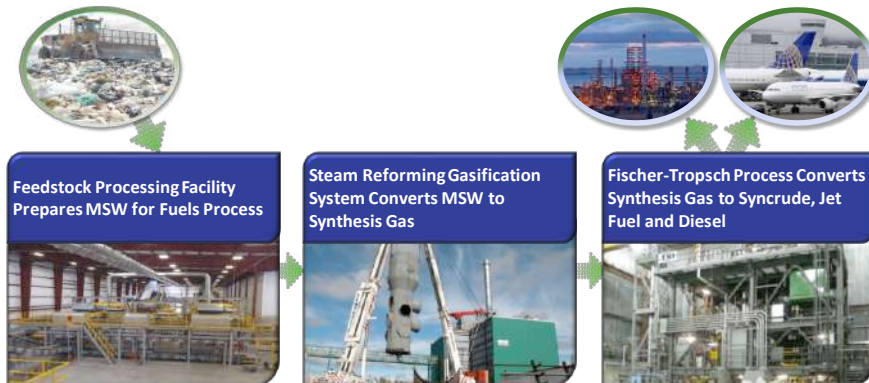 Feedstock Processing Facility
Prepares MSW for Fuels Process
Steam Reforming Gasification
System Converts MSW to
Synthesis Gas
Fischer-Tropsch Process Converts
Synthesis Gas to Syncrude, Jet
Fuel and Diesel